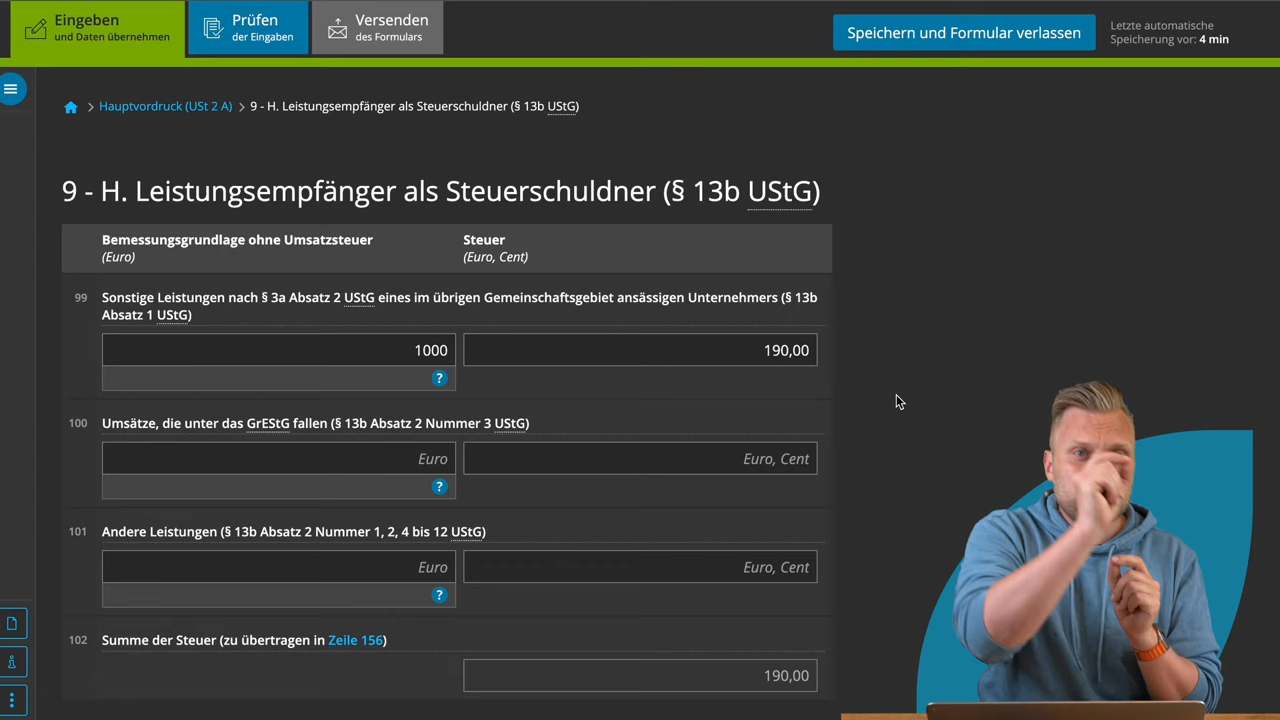 Eingeben
und Daten übernehmen
Prüfen
der Eingaben
Versenden
des Formulars
Speichern und Formular verlassen
Letzte automatische
Speicherung vor: 4 min
Hauptvordruck (USt 2 A) > 9 - H. Leistungsempfänger als Steuerschuldner (§ 13b UStG)
9 - H. Leistungsempfänger als Steuerschuldner (§ 13b UStG)
Bemessungsgrundlage ohne Umsatzsteuer
(Euro)
Steuer
(Euro, Cent)
99 Sonstige Leistungen nach § 3a Absatz 2 UStG eines im übrigen Gemeinschaftsgebiet ansässigen Unternehmers (§ 13b
Absatz 1 UStG)
1000 190,00
?
100 Umsätze, die unter das GrEStG fallen (§ 13b Absatz 2 Nummer 3 UStG)
Euro Euro, Cent
?
101 Andere Leistungen (§ 13b Absatz 2 Nummer 1, 2, 4 bis 12 UStG)
Euro Euro, Cent
?
102 Summe der Steuer (zu übertragen in Zeile 156)
190,00